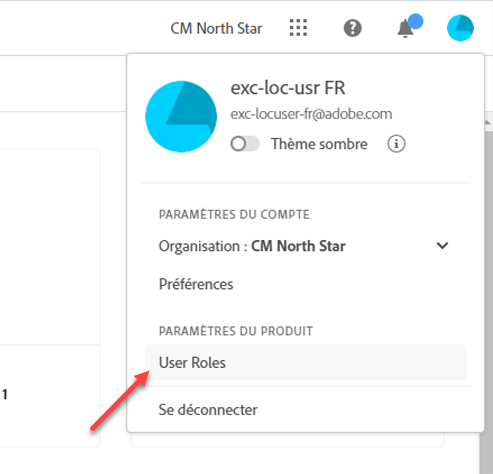 CM North Star
exc-loc-usr FR
exc-locuser-fr@adobe.com
Thème sombre
PARAMÈTRES DU COMPTE
Organisation : CM North Star
Préférences
PARAMÈTRES DU PRODUIT
User Roles
1
Se déconnecter